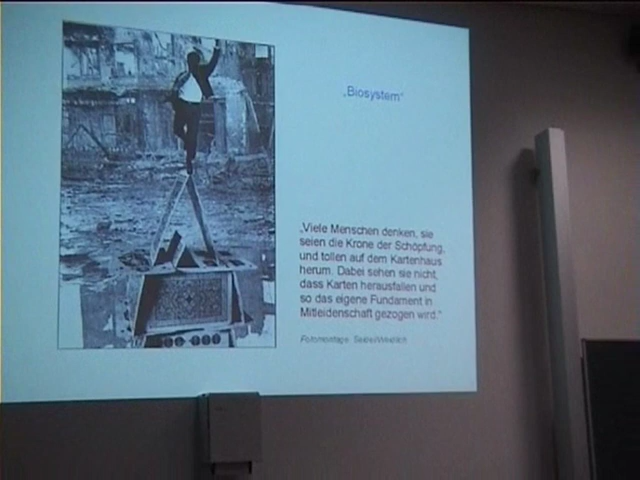 „Biosystem“
„Viele Menschen denken, sie
seien die Krone der Schöpfung,
und tollen auf dem Kartenhaus
herum. Dabei sehen sie nicht,
dass Karten herausfallen und
so das eigene Fundament in
Mitleidenschaft gezogen wird.“
Fotomontage: